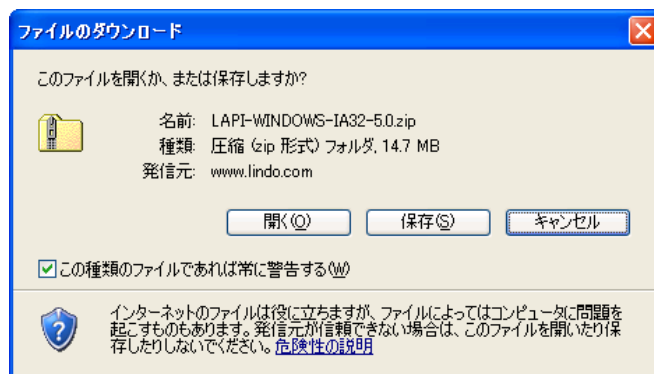 ファイルのダウンロード
このファイルを開くか、または保存しますか?
名前: LAPI-WINDOWS-IA32-5.0.zip
種類: 圧縮 (zip 形式) フォルダ, 14.7 MB
発信元: www.lindo.com
開く(O) 保存(S) キャンセル
この種類のファイルであれば常に警告する(W)
インターネットのファイルは役に立ちますが、ファイルによってはコンピュータに問題を
起こすものもあります。発信元が信頼できない場合は、このファイルを開いたり保
存したりしないでください。危険性の説明